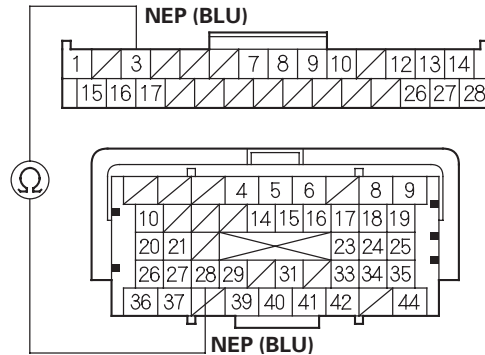 NEP (BLU)
1 3 7 8 9 10 12 13 14
15 16 17 26 27 28
Ω
4 5 6 8 9
10 14 15 16 17 18 19
20 21 23 24 25
26 27 28 29 31 33 34 35
36 37 39 40 41 42 44
NEP (BLU)